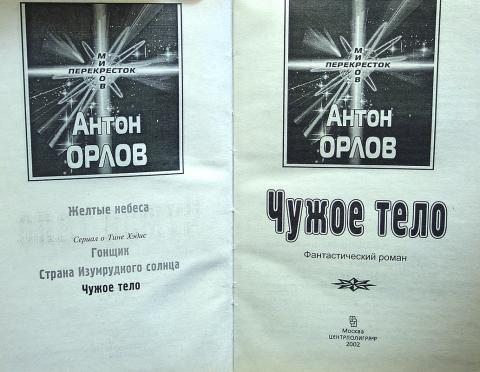 МИРОВ
ПЕРЕКРЕСТОК
Антон
ОРЛОВ
Желтые небеса
Сериал о Тине Хэдис
Гонщик
Страна Изумрудного солнца
Чужое тело
МИРОВ
ПЕРЕКРЕСТОК
Антон
ОРЛОВ
Чужое тело
Фантастический роман
Москва
ЦЕНТРПОЛИГРАФ
2002